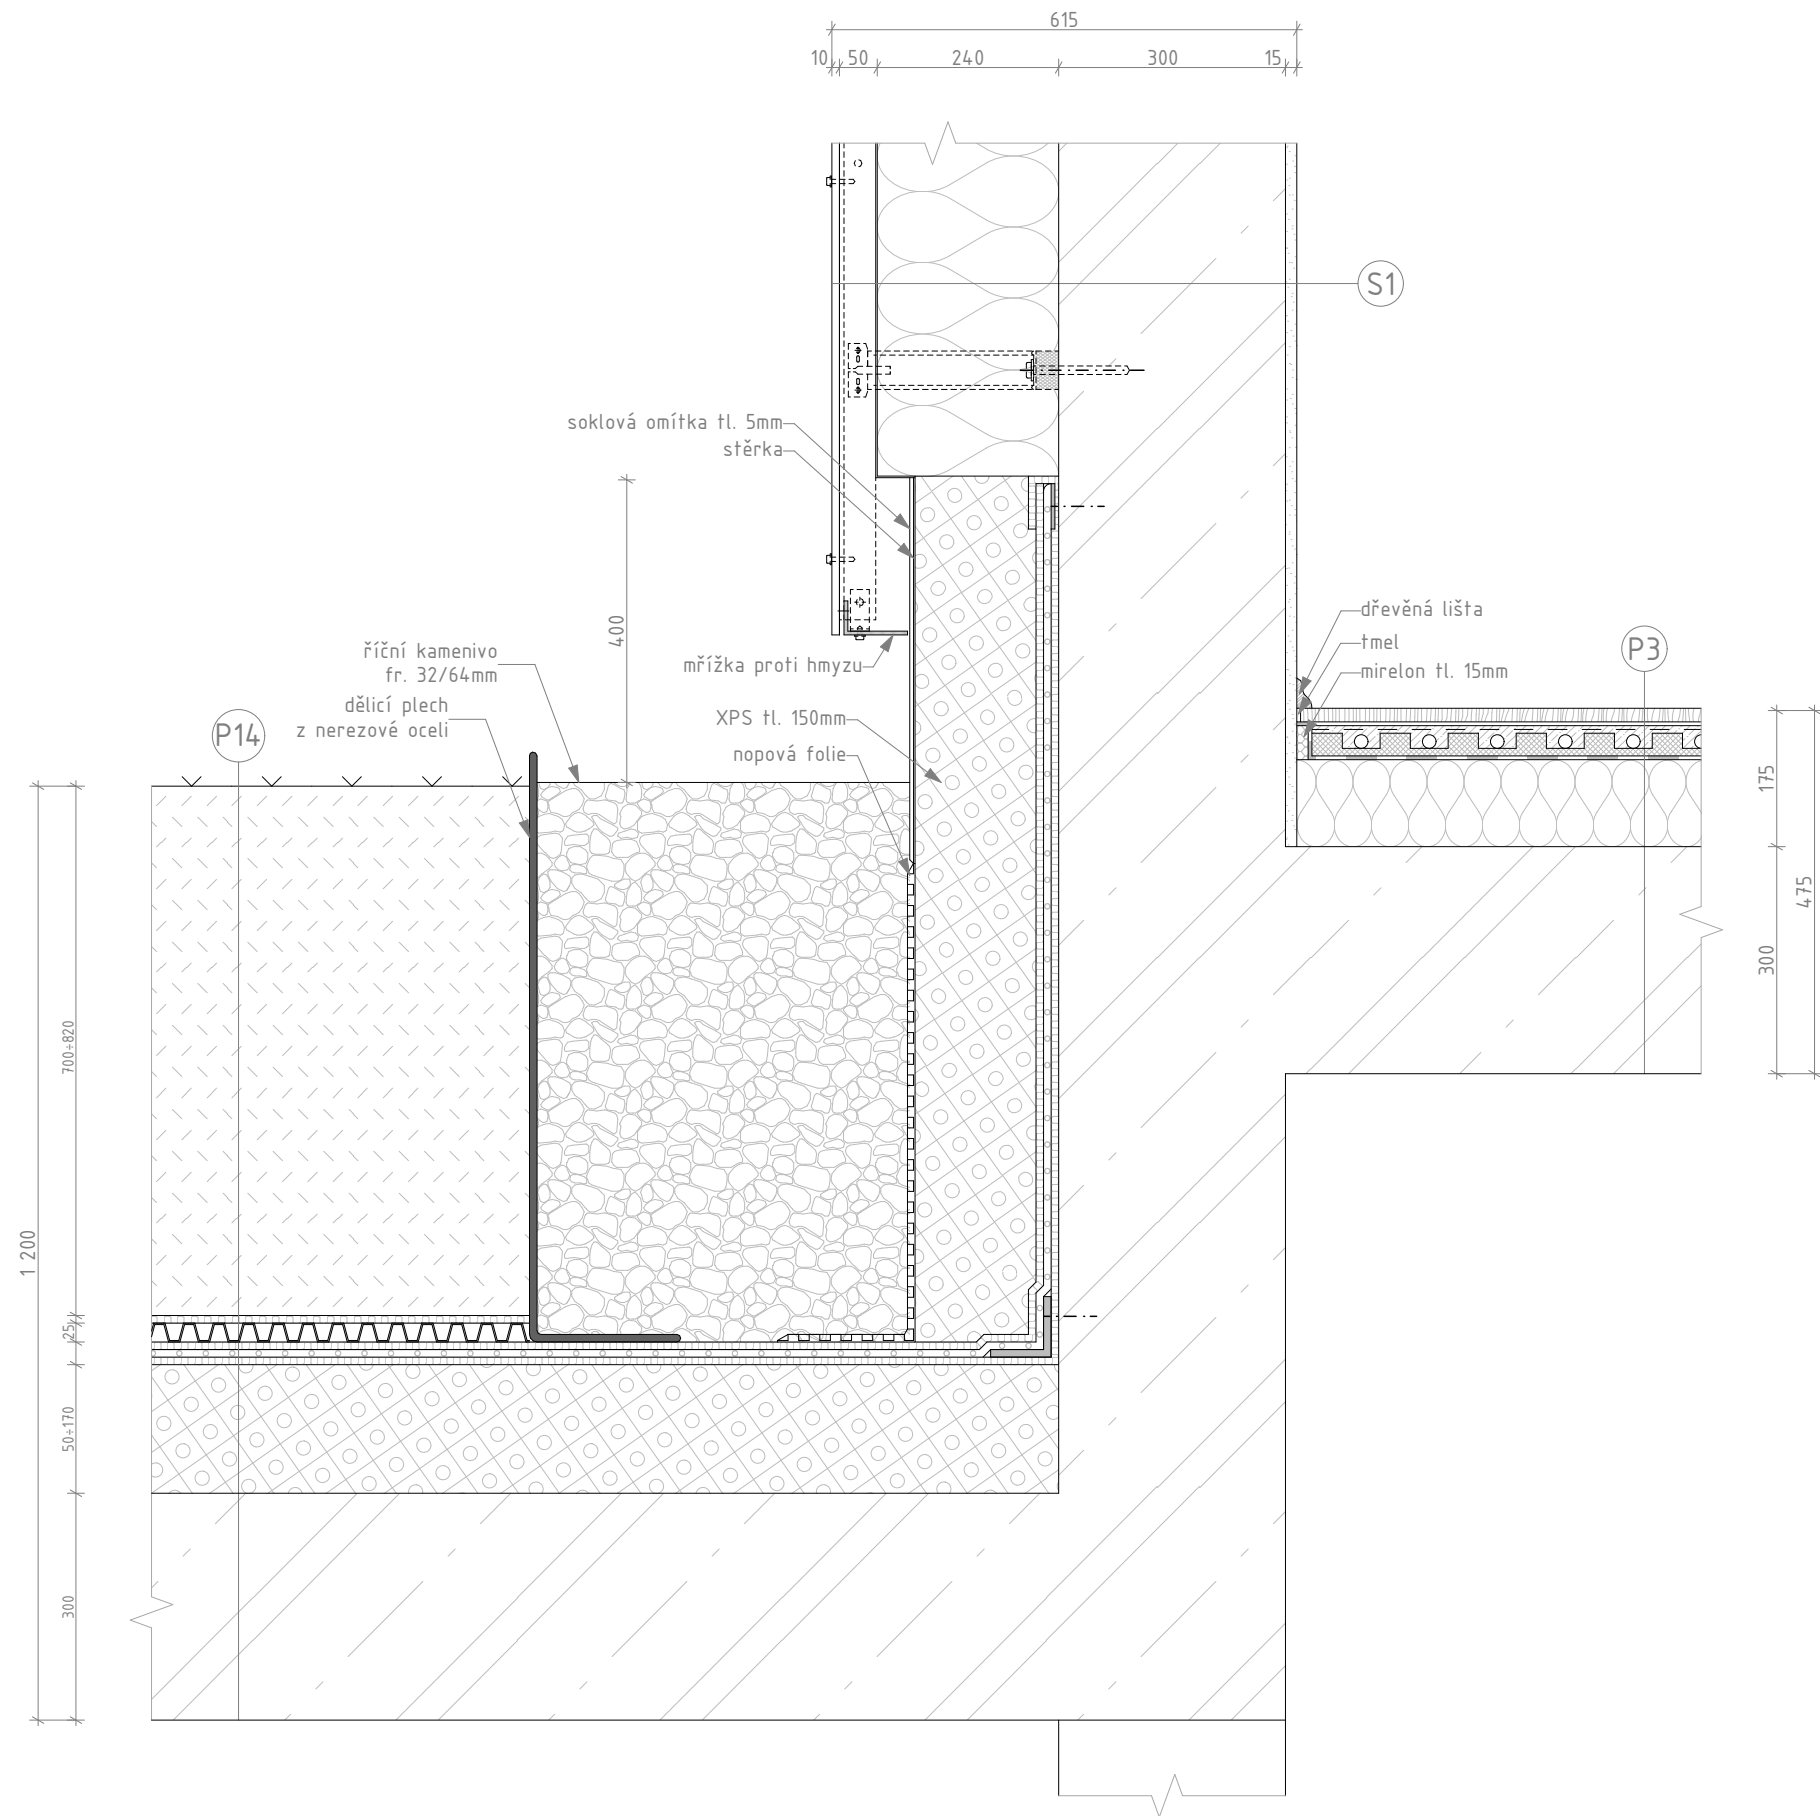 615
10 50 240 300 15
S1
soklová omítka tl. 5mm
stěrka
400
dřevěná lišta
tmel
mirelon tl. 15mm
P3
říční kamenivo
fr. 32/64mm
mřížka proti hmyzu
dělicí plech
z nerezové oceli
XPS tl. 150mm
nopová folie
P14
175
475
300
700÷820
1 200
25
50÷170
300